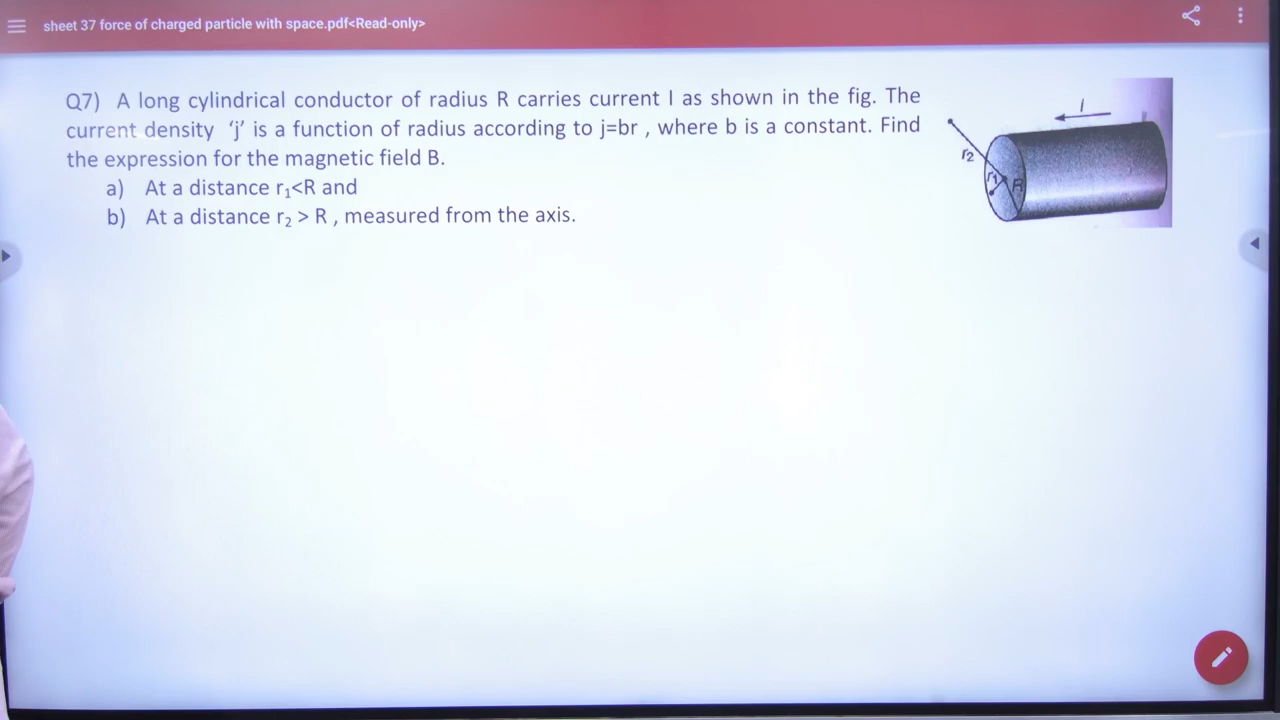 sheet 37 force of charged particle with space.pdf<Read-only>
Q7) A long cylindrical conductor of radius R carries current I as shown in the fig. The
current density ‘j’ is a function of radius according to j=br , where b is a constant. Find
the expression for the magnetic field B.
a) At a distance r₁<R and
b) At a distance r₂ > R , measured from the axis.
I
r₂
r₁
R